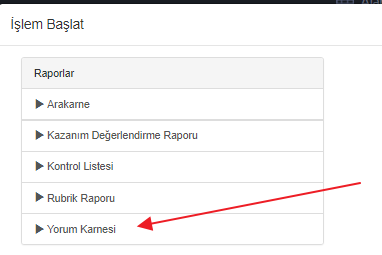 İşlem Başlat
Raporlar
Arakarne
Kazanım Değerlendirme Raporu
Kontrol Listesi
Rubrik Raporu
Yorum Karnesi